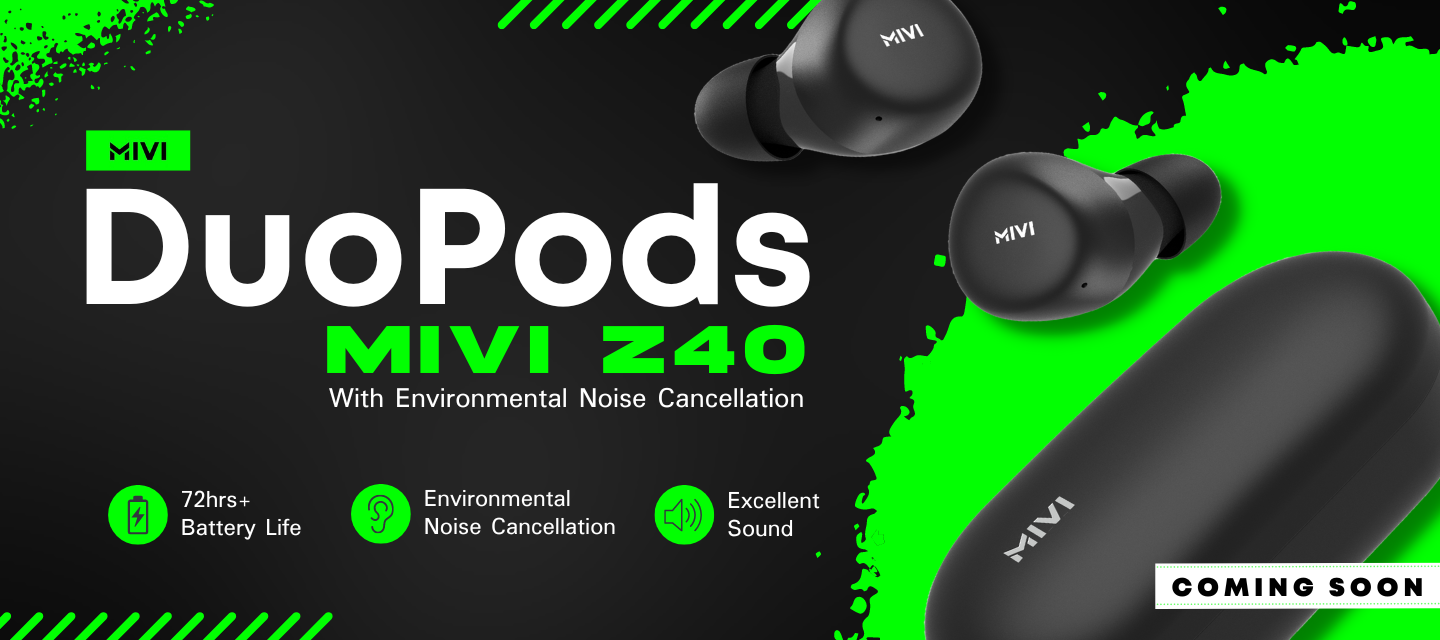 MIVI
MIVI
DuoPods
MIVI
MIVI Z40
With Environmental Noise Cancellation
72hrs+
Battery Life
Environmental
Noise Cancellation
Excellent
Sound
MIVI
COMING SOON